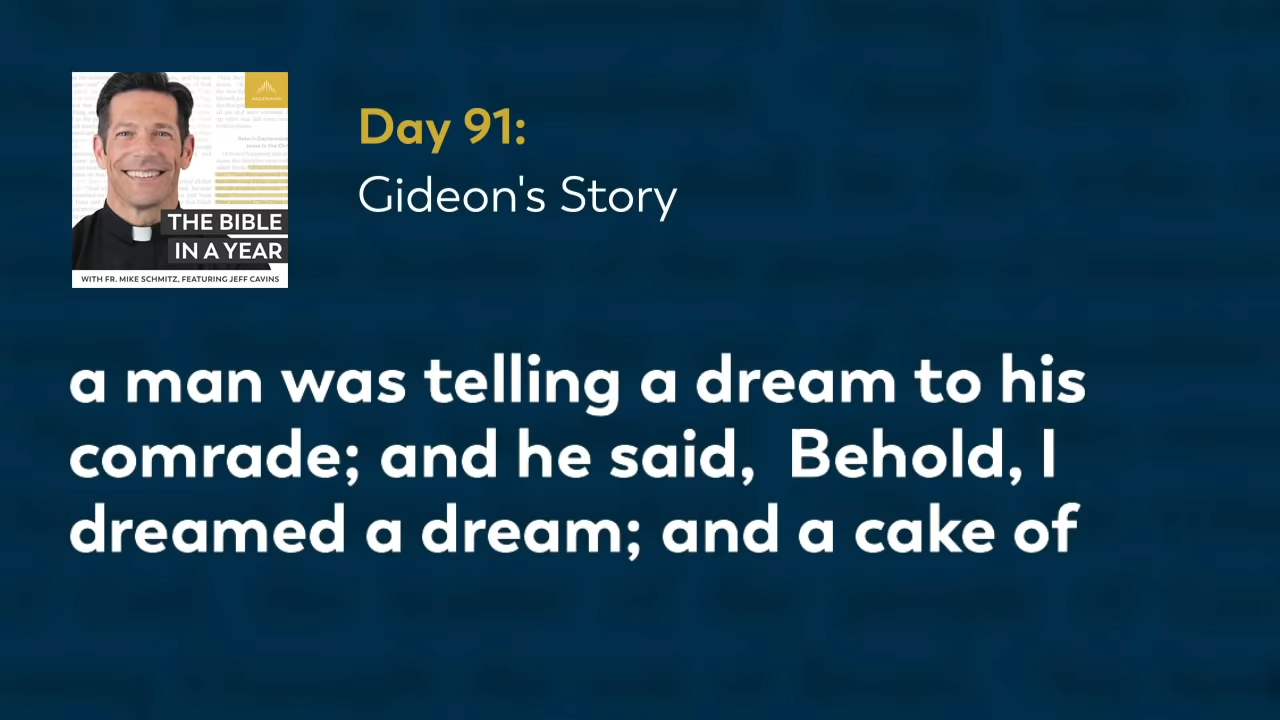 Day 91:
Gideon's Story
THE BIBLE
IN A YEAR
WITH FR. MIKE SCHMITZ, FEATURING JEFF CAVINS
a man was telling a dream to his
comrade; and he said,  Behold, I
dreamed a dream; and a cake of